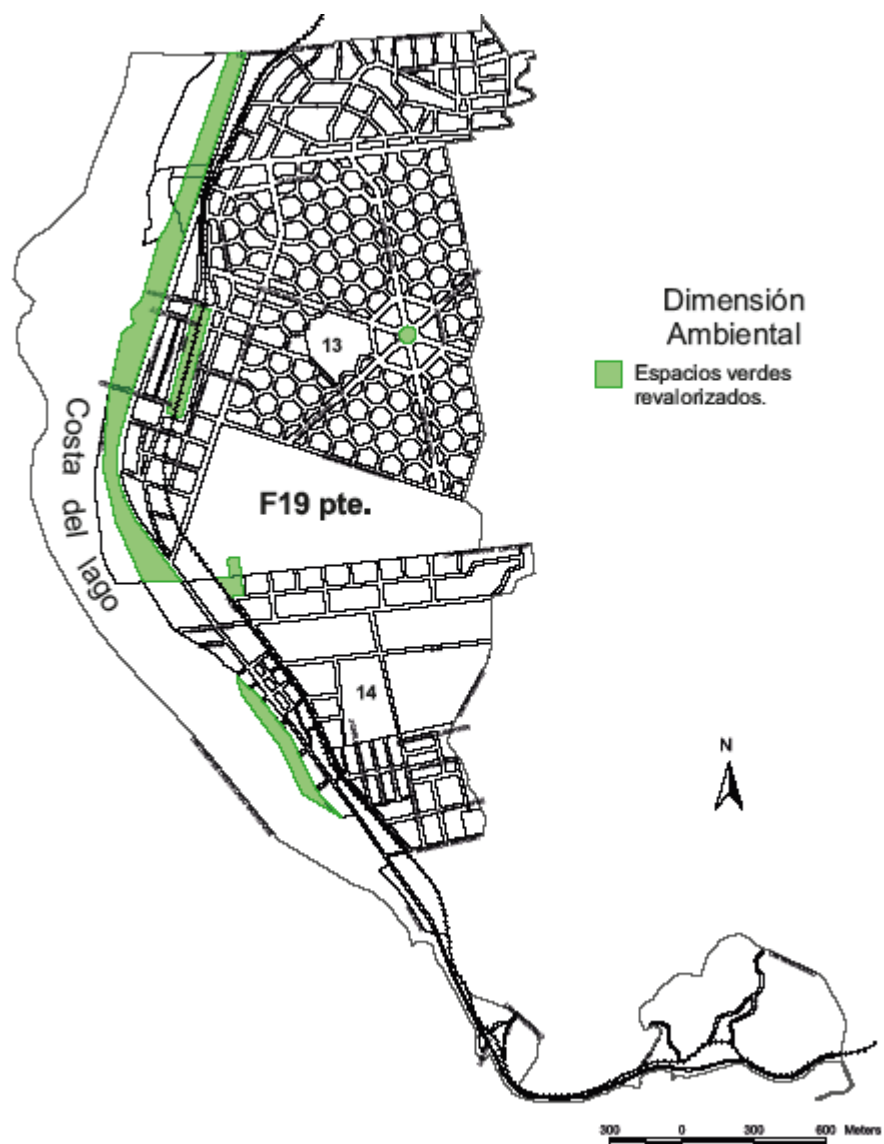 Dimensión
Ambiental
Espacios verdes
revalorizados.
13
Costa del lago
F19 pte.
14
N
300 0 300 600 Meters